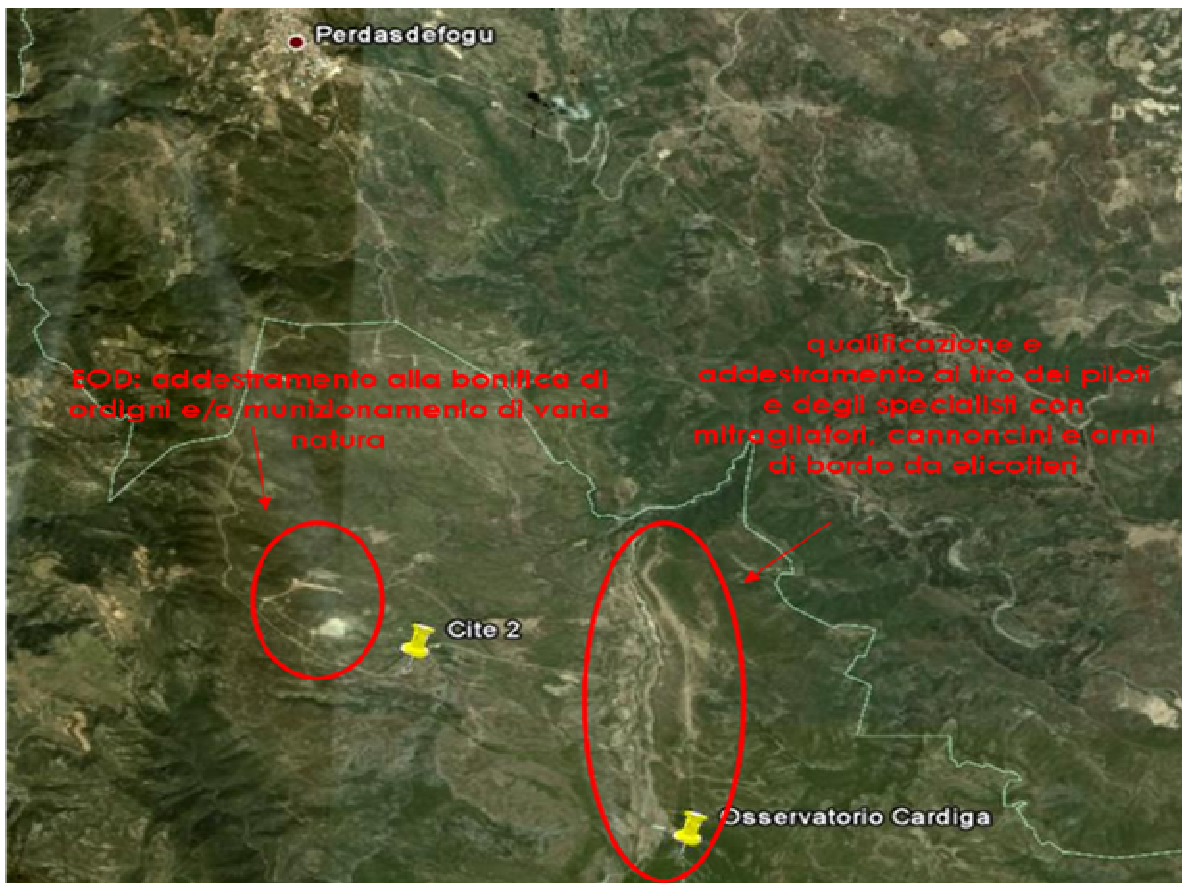 Perdasdefogu
qualificazione e
addestramento al tiro dei piloti
e degli specialisti con
mitragliatori, cannoncini e armi
di bordo da elicotteri
EOD: addestramento alla bonifica di
ordigni e/o munizionamento di varia
natura
Cite 2
Osservatorio Cardiga